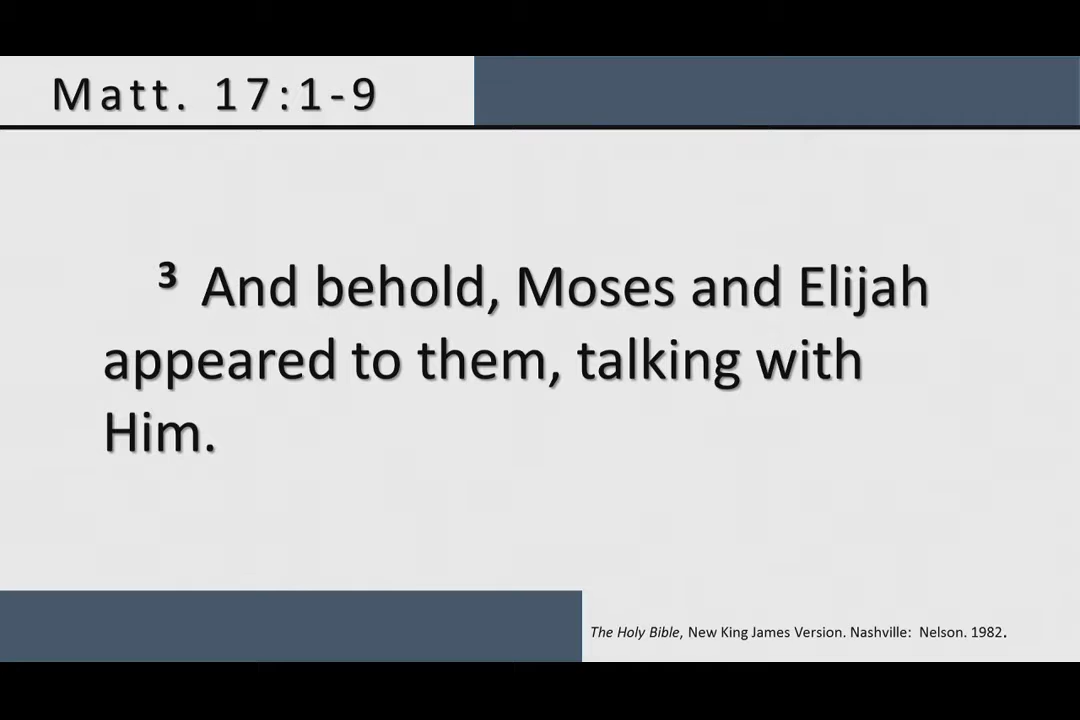 Matt. 17:1-9
3 And behold, Moses and Elijah
appeared to them, talking with
Him.
The Holy Bible, New King James Version. Nashville: Nelson. 1982.